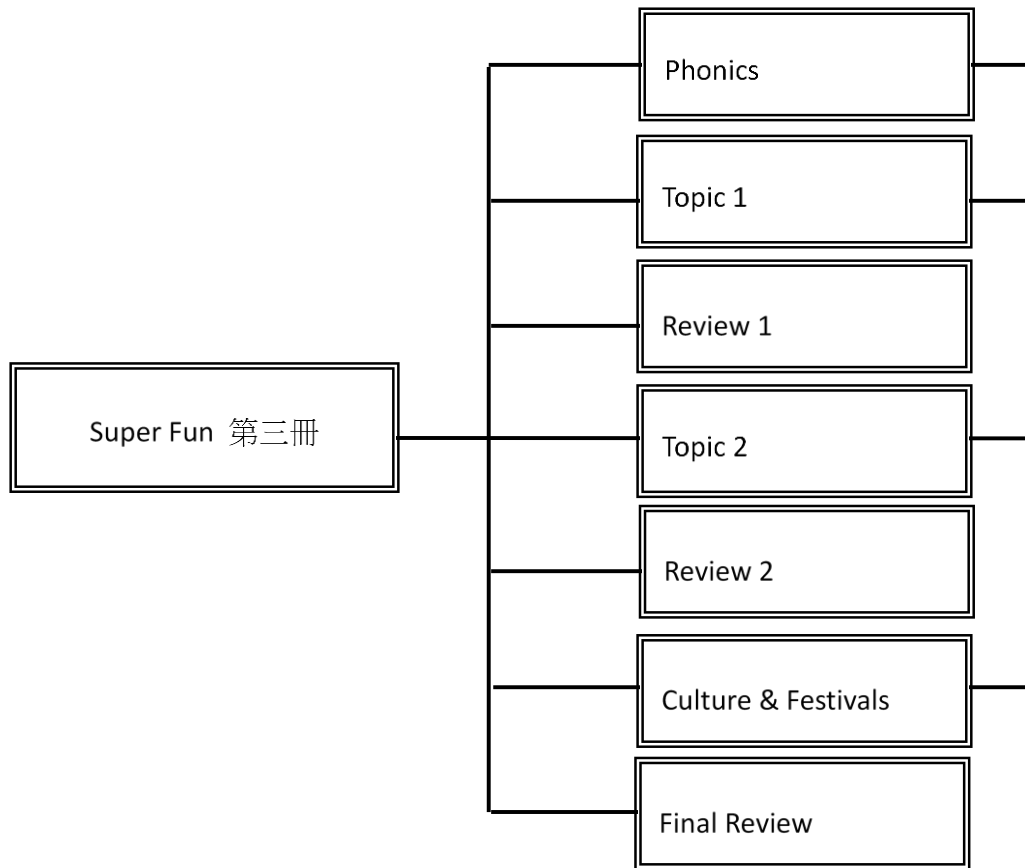 Phonics
Topic 1
Review 1
Super Fun 第三冊
Topic 2
Review 2
Culture & Festivals
Final Review